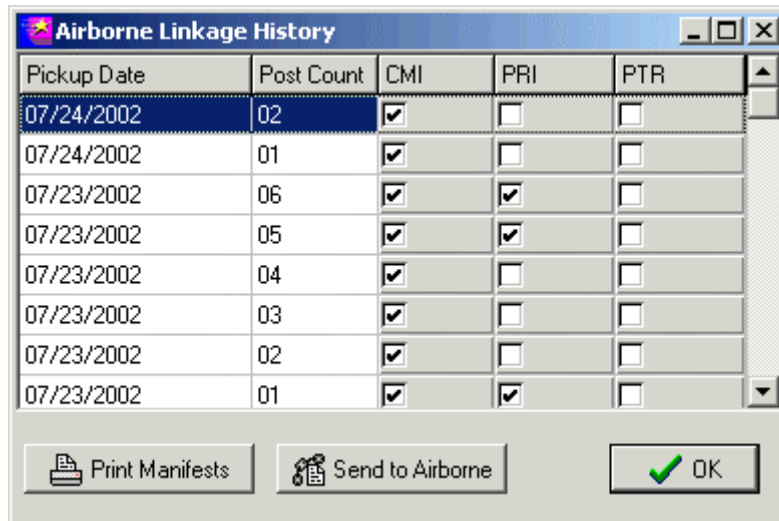 Airborne Linkage History
Pickup Date Post Count CMI PRI PTR
07/24/2002 02
07/24/2002 01
07/23/2002 06
07/23/2002 05
07/23/2002 04
07/23/2002 03
07/23/2002 02
07/23/2002 01
Print Manifests Send to Airborne OK